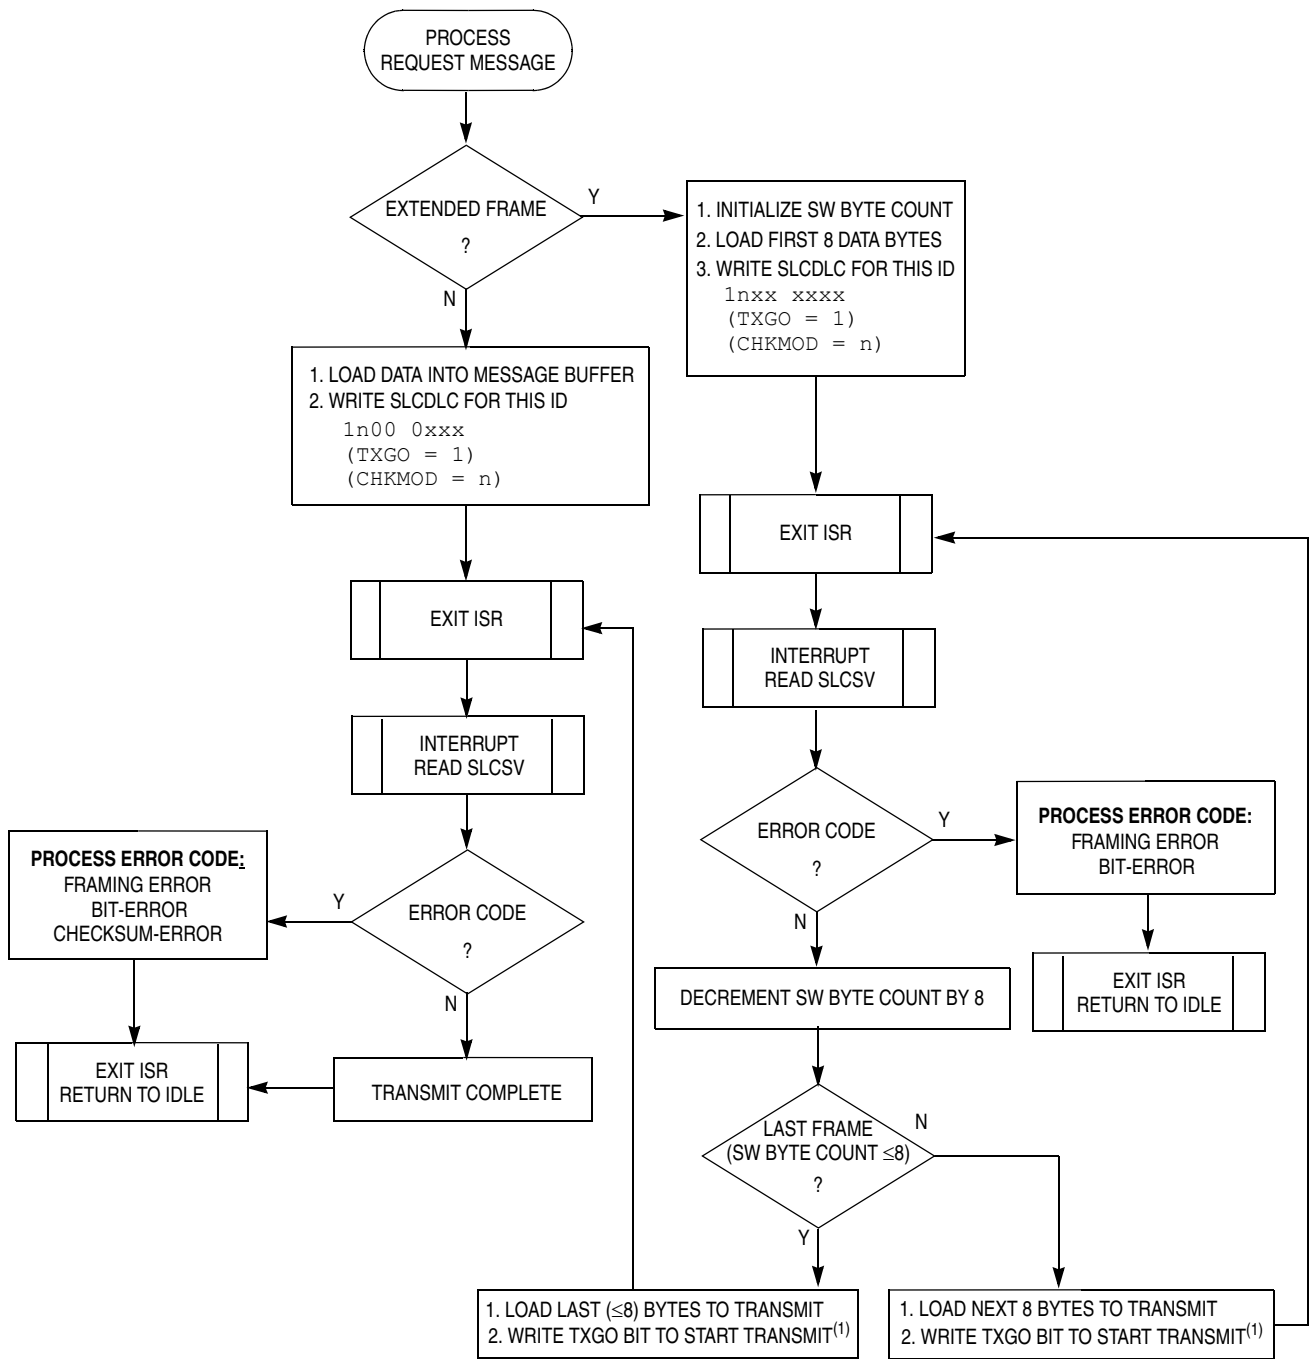 PROCESS
REQUEST MESSAGE
EXTENDED FRAME
?
Y
N
1. INITIALIZE SW BYTE COUNT
2. LOAD FIRST 8 DATA BYTES
3. WRITE SLCDLC FOR THIS ID
1nxx xxxx
(TXGO = 1)
(CHKMOD = n)
1. LOAD DATA INTO MESSAGE BUFFER
2. WRITE SLCDLC FOR THIS ID
1n00 0xxx
(TXGO = 1)
(CHKMOD = n)
EXIT ISR
INTERRUPT
READ SLCSV
ERROR CODE
?
Y
N
PROCESS ERROR CODE:
FRAMING ERROR
BIT-ERROR
CHECKSUM-ERROR
EXIT ISR
RETURN TO IDLE
TRANSMIT COMPLETE
EXIT ISR
INTERRUPT
READ SLCSV
ERROR CODE
?
Y
N
PROCESS ERROR CODE:
FRAMING ERROR
BIT-ERROR
EXIT ISR
RETURN TO IDLE
DECREMENT SW BYTE COUNT BY 8
LAST FRAME
(SW BYTE COUNT ≤8)
?
N
Y
1. LOAD LAST (≤8) BYTES TO TRANSMIT
2. WRITE TXGO BIT TO START TRANSMIT(1)
1. LOAD NEXT 8 BYTES TO TRANSMIT
2. WRITE TXGO BIT TO START TRANSMIT(1)